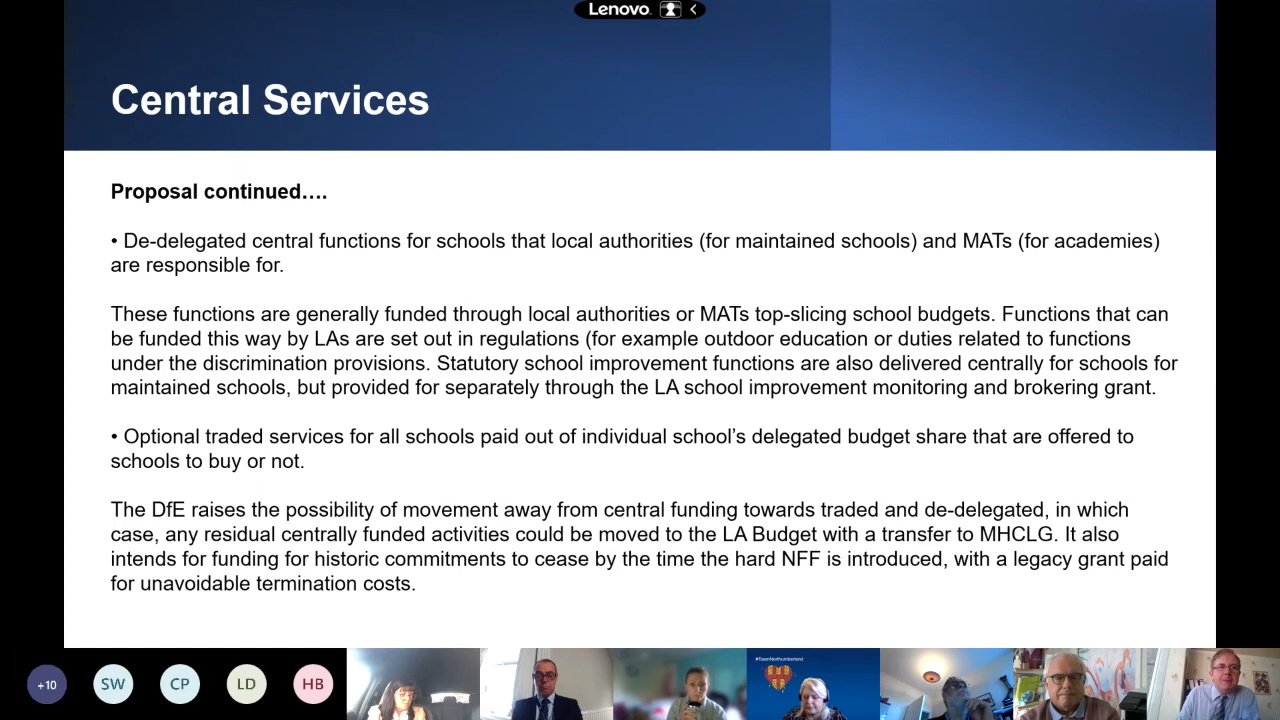 Lenovo
Central Services
Proposal continued….
• De-delegated central functions for schools that local authorities (for maintained schools) and MATs (for academies)
are responsible for.
These functions are generally funded through local authorities or MATs top-slicing school budgets. Functions that can
be funded this way by LAs are set out in regulations (for example outdoor education or duties related to functions
under the discrimination provisions. Statutory school improvement functions are also delivered centrally for schools for
maintained schools, but provided for separately through the LA school improvement monitoring and brokering grant.
• Optional traded services for all schools paid out of individual school’s delegated budget share that are offered to
schools to buy or not.
The DfE raises the possibility of movement away from central funding towards traded and de-delegated, in which
case, any residual centrally funded activities could be moved to the LA Budget with a transfer to MHCLG. It also
intends for funding for historic commitments to cease by the time the hard NFF is introduced, with a legacy grant paid
for unavoidable termination costs.
+10 SW CP LD HB
#TeamNorthumberland